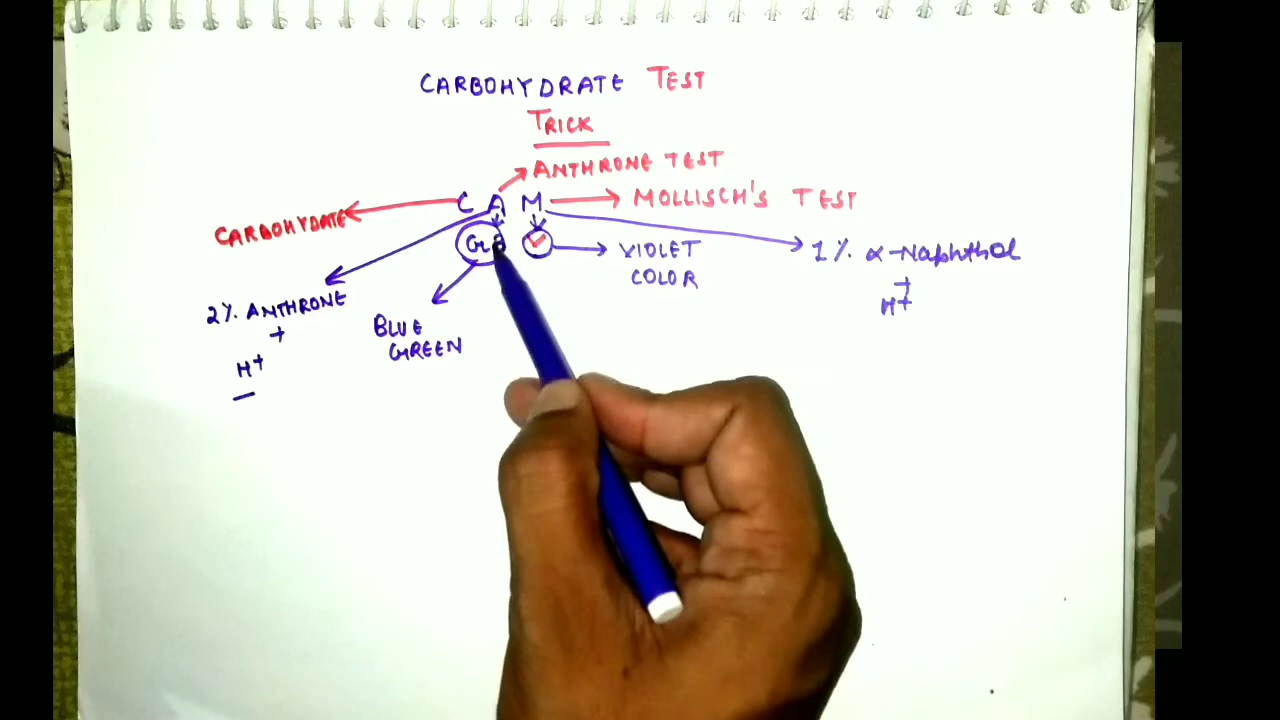 CARBOHYDRATE TEST
TRICK
ANTHRONE TEST
C A M
MOLLISCH'S TEST
CARBOHYDRATE
VIOLET
COLOR
1 % α-Naphthol
+
H+
2%. ANTHRONE
+
H+
BLUE
GREEN